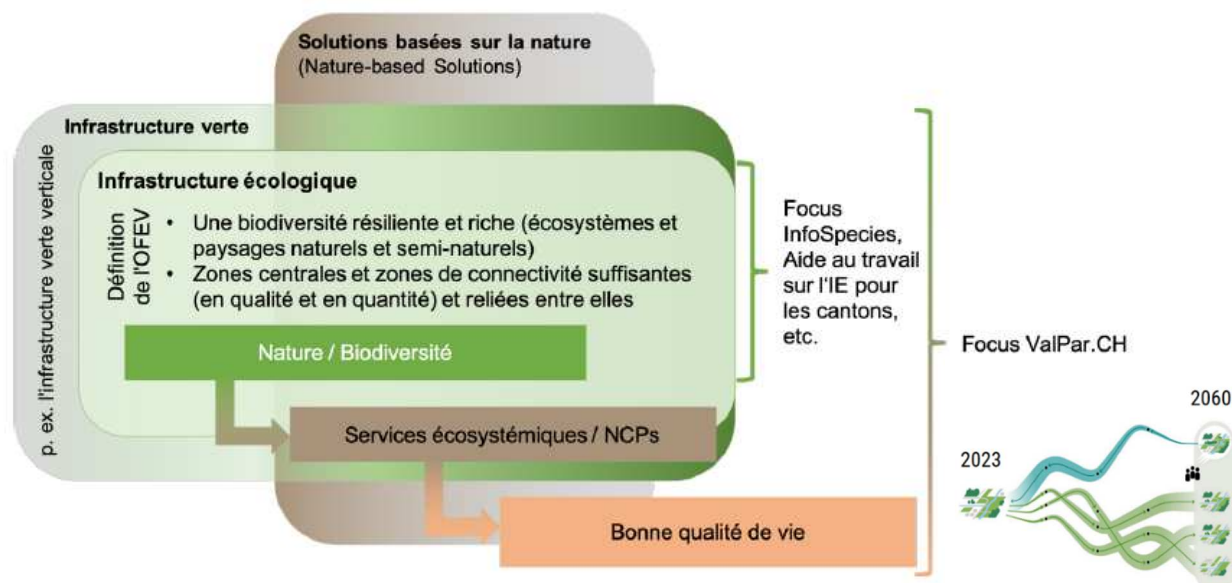 Solutions basées sur la nature
(Nature-based Solutions)
Infrastructure verte
p. ex. l'infrastructure verte verticale
Infrastructure écologique
Définition
de l'OFEV
• Une biodiversité résiliente et riche (écosystèmes et
paysages naturels et semi-naturels)
• Zones centrales et zones de connectivité suffisantes
(en qualité et en quantité) et reliées entre elles
Nature / Biodiversité
Services écosystémiques / NCPs
Bonne qualité de vie
Focus
InfoSpecies,
Aide au travail
sur l'IE pour
les cantons,
etc.
Focus ValPar.CH
2023
2060